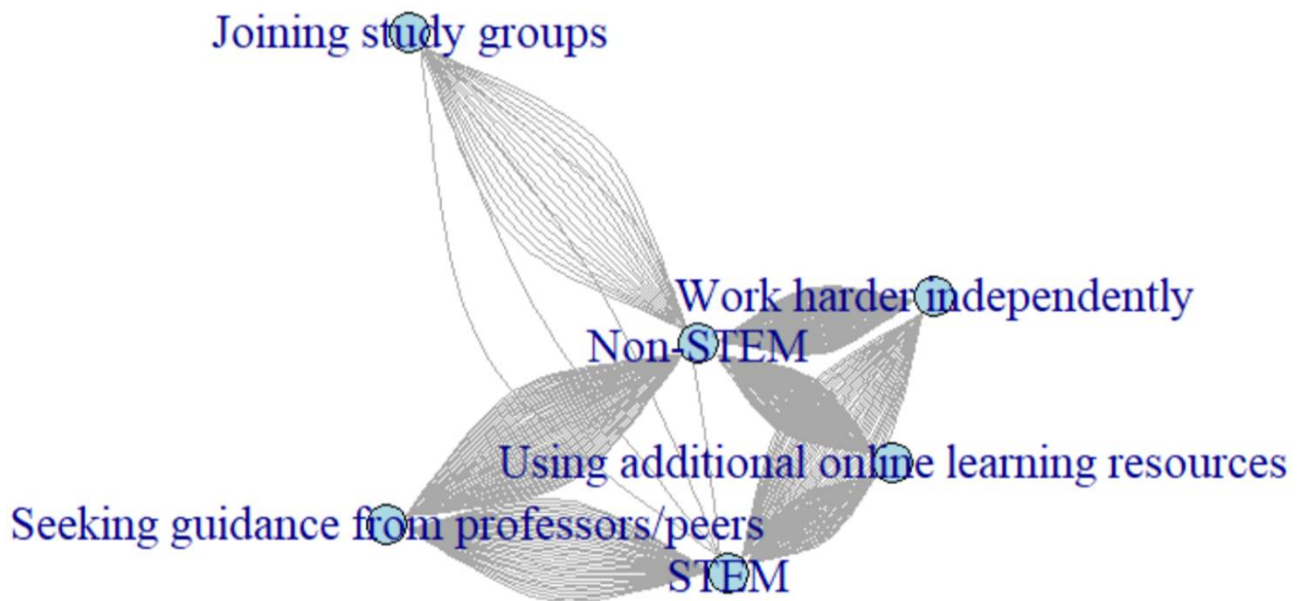 Joining study groups
Work harder independently
Non-STEM
Using additional online learning resources
Seeking guidance from professors/peers
STEM